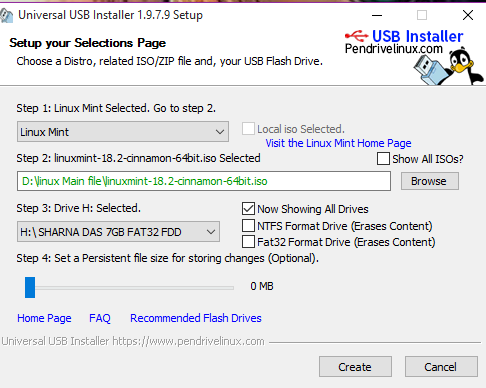 Universal USB Installer 1.9.7.9 Setup
Setup your Selections Page
Choose a Distro, related ISO/ZIP file and, your USB Flash Drive.
USB Installer
Pendrivelinux.com
Step 1: Linux Mint Selected. Go to step 2.
Linux Mint
Local iso Selected.
Visit the Linux Mint Home Page
Step 2: linuxmint-18.2-cinnamon-64bit.iso Selected
Show All ISOs?
D:\linux Main file\linuxmint-18.2-cinnamon-64bit.iso
Browse
Step 3: Drive H: Selected.
Now Showing All Drives
H:\ SHARNA DAS 7GB FAT32 FDD
NTFS Format Drive (Erases Content)
Fat32 Format Drive (Erases Content)
Step 4: Set a Persistent file size for storing changes (Optional).
0 MB
Home Page FAQ Recommended Flash Drives
Universal USB Installer https://www.pendrivelinux.com
Create Cancel